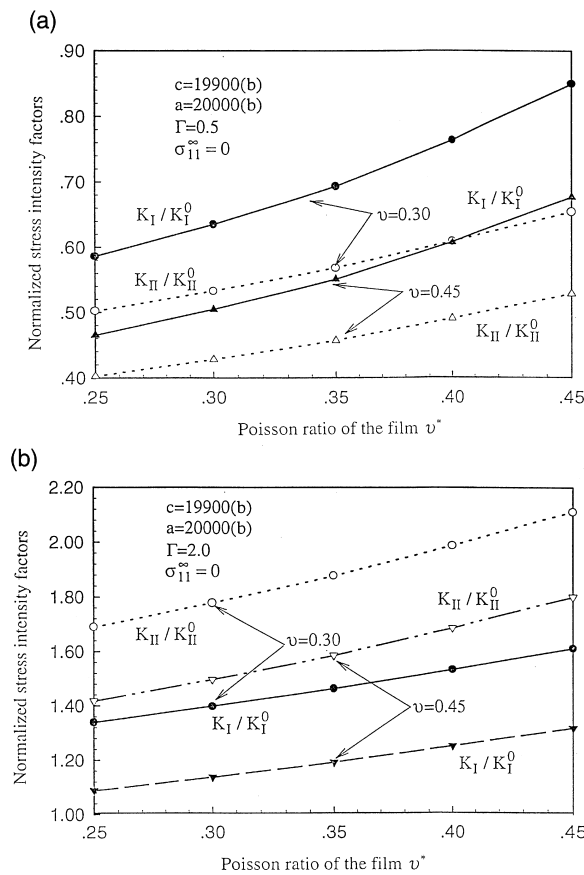 (a)
.90
.80
.70
.60
.50
.40
.25
.30
.35
.40
.45
Normalized stress intensity factors
Poisson ratio of the film υ*
c=19900(b)
a=20000(b)
Γ=0.5
σ₁₁^∞=0
K_I / K_I^0
K_I / K_I^0
υ=0.30
K_II / K_II^0
υ=0.45
K_II / K_II^0
(b)
2.20
2.00
1.80
1.60
1.40
1.20
1.00
.25
.30
.35
.40
.45
Normalized stress intensity factors
Poisson ratio of the film υ*
c=19900(b)
a=20000(b)
Γ=2.0
σ₁₁^∞=0
K_II / K_II^0
K_II / K_II^0
υ=0.30
υ=0.45
K_I / K_I^0
K_I / K_I^0